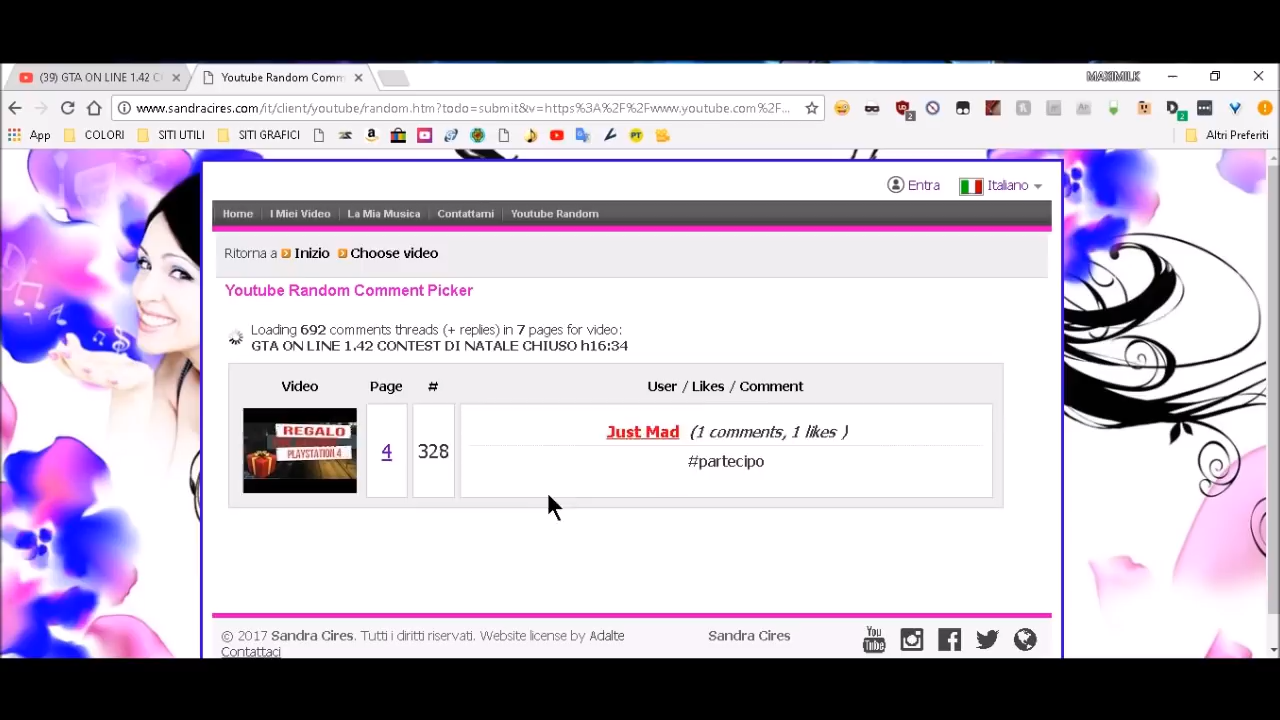 (39) GTA ON LINE 1.42 C
Youtube Random Comm
MAXIMILK
www.sandracires.com/it/client/youtube/random.htm?todo=submit&v=https%3A%2F%2Fwww.youtube.com%2F...
App COLORI SITI UTILI SITI GRAFICI Altri Preferiti
Entra Italiano
Home I Miei Video La Mia Musica Contattami Youtube Random
Ritorna a Inizio Choose video
Youtube Random Comment Picker
Loading 692 comments threads (+ replies) in 7 pages for video:
GTA ON LINE 1.42 CONTEST DI NATALE CHIUSO h16:34
Video Page # User / Likes / Comment
REGALO
PLAYSTATION 4
4 328
Just Mad (1 comments, 1 likes )
#partecipo
© 2017 Sandra Cires. Tutti i diritti riservati. Website license by Adalte
Contattaci
Sandra Cires
You
Tube